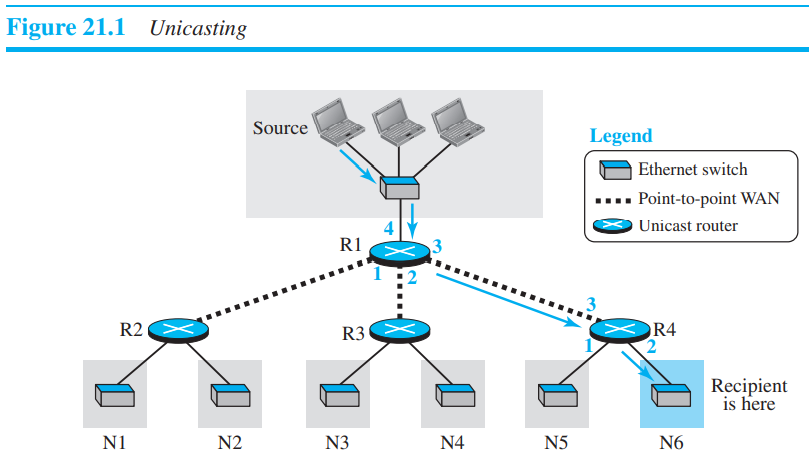 Figure 21.1 Unicasting
Source
Legend
Ethernet switch
Point-to-point WAN
Unicast router
4
R1
3
1
2
3
R2
R3
R4
1
2
Recipient
is here
N1
N2
N3
N4
N5
N6